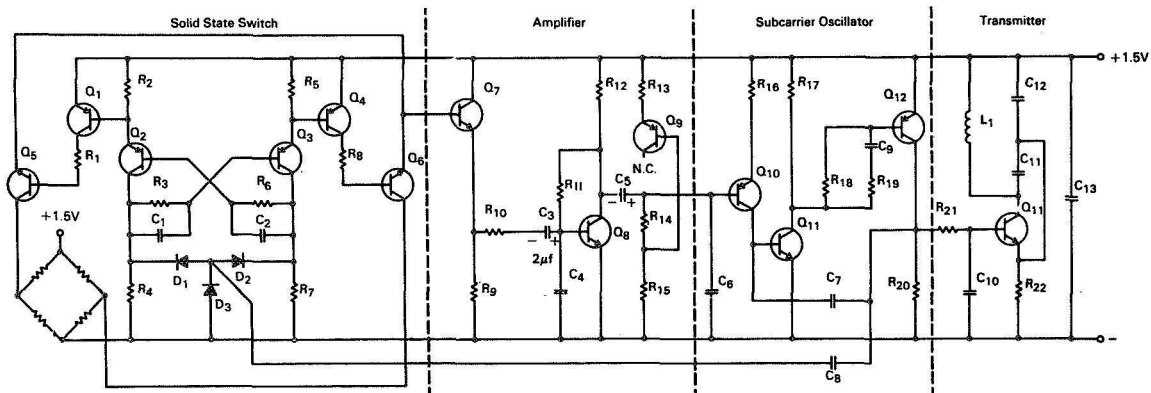 Solid State Switch
Amplifier
Subcarrier Oscillator
Transmitter
+1.5V
Q1
R2
R5
Q4
Q7
R12
R13
R16
R17
Q12
L1
C12
Q2
Q3
Q9
Q5
R1
R8
Q6
N.C.
C9
C11
R3
R6
R11
C5
Q10
R18
R19
C13
+1.5V
C1
C2
R10
C3
− +
Q8
R14
Q11
R21
Q11
− +
2μf
D1
D2
C4
C7
R4
D3
R7
R9
R15
C6
R20
C10
R22
−
C8